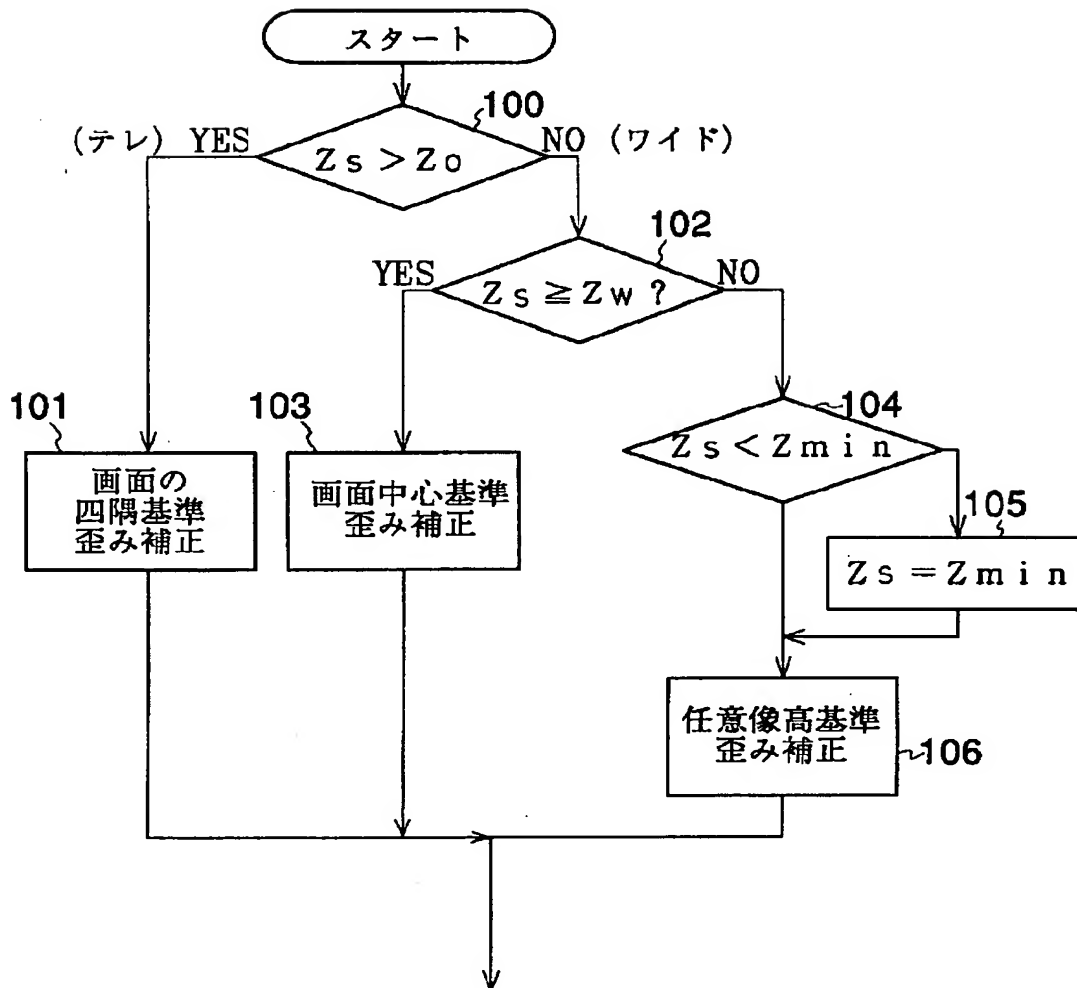 スタート
100
(テレ) YES
NO (ワイド)
Zs>Zo
102
YES
NO
Zs≧Zw?
104
Zs<Zmin
101
103
画面の
四隅基準
歪み補正
画面中心基準
歪み補正
105
Zs=Zmin
任意像高基準
歪み補正
106